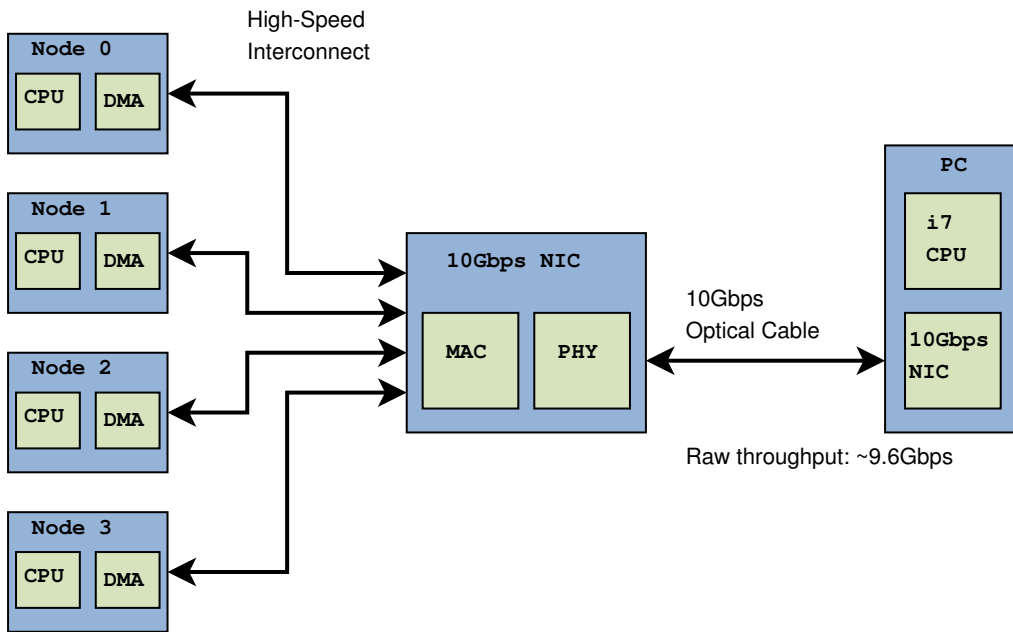 High-Speed
Interconnect
Node 0
CPU
DMA
Node 1
CPU
DMA
Node 2
CPU
DMA
Node 3
CPU
DMA
10Gbps NIC
MAC
PHY
10Gbps
Optical Cable
Raw throughput: ~9.6Gbps
PC
i7
CPU
10Gbps
NIC